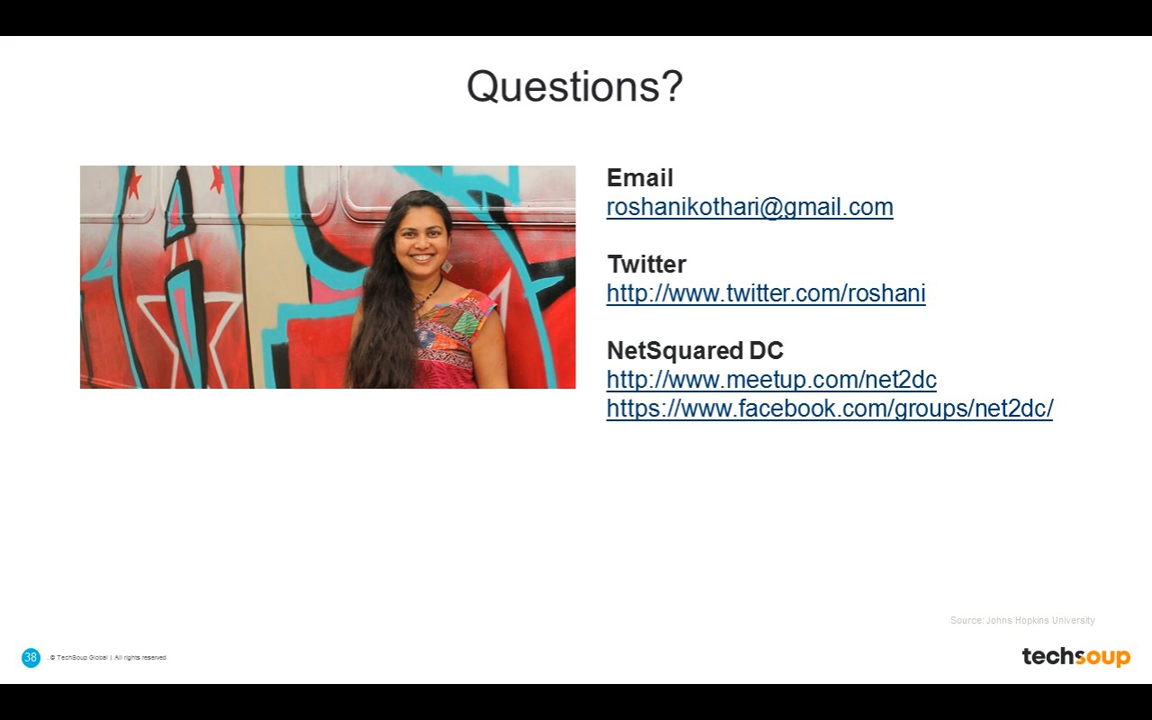 Questions?
Email
roshanikothari@gmail.com
Twitter
http://www.twitter.com/roshani
NetSquared DC
http://www.meetup.com/net2dc
https://www.facebook.com/groups/net2dc/
Source: Johns Hopkins University
38
© TechSoup Global | All rights reserved
techsoup